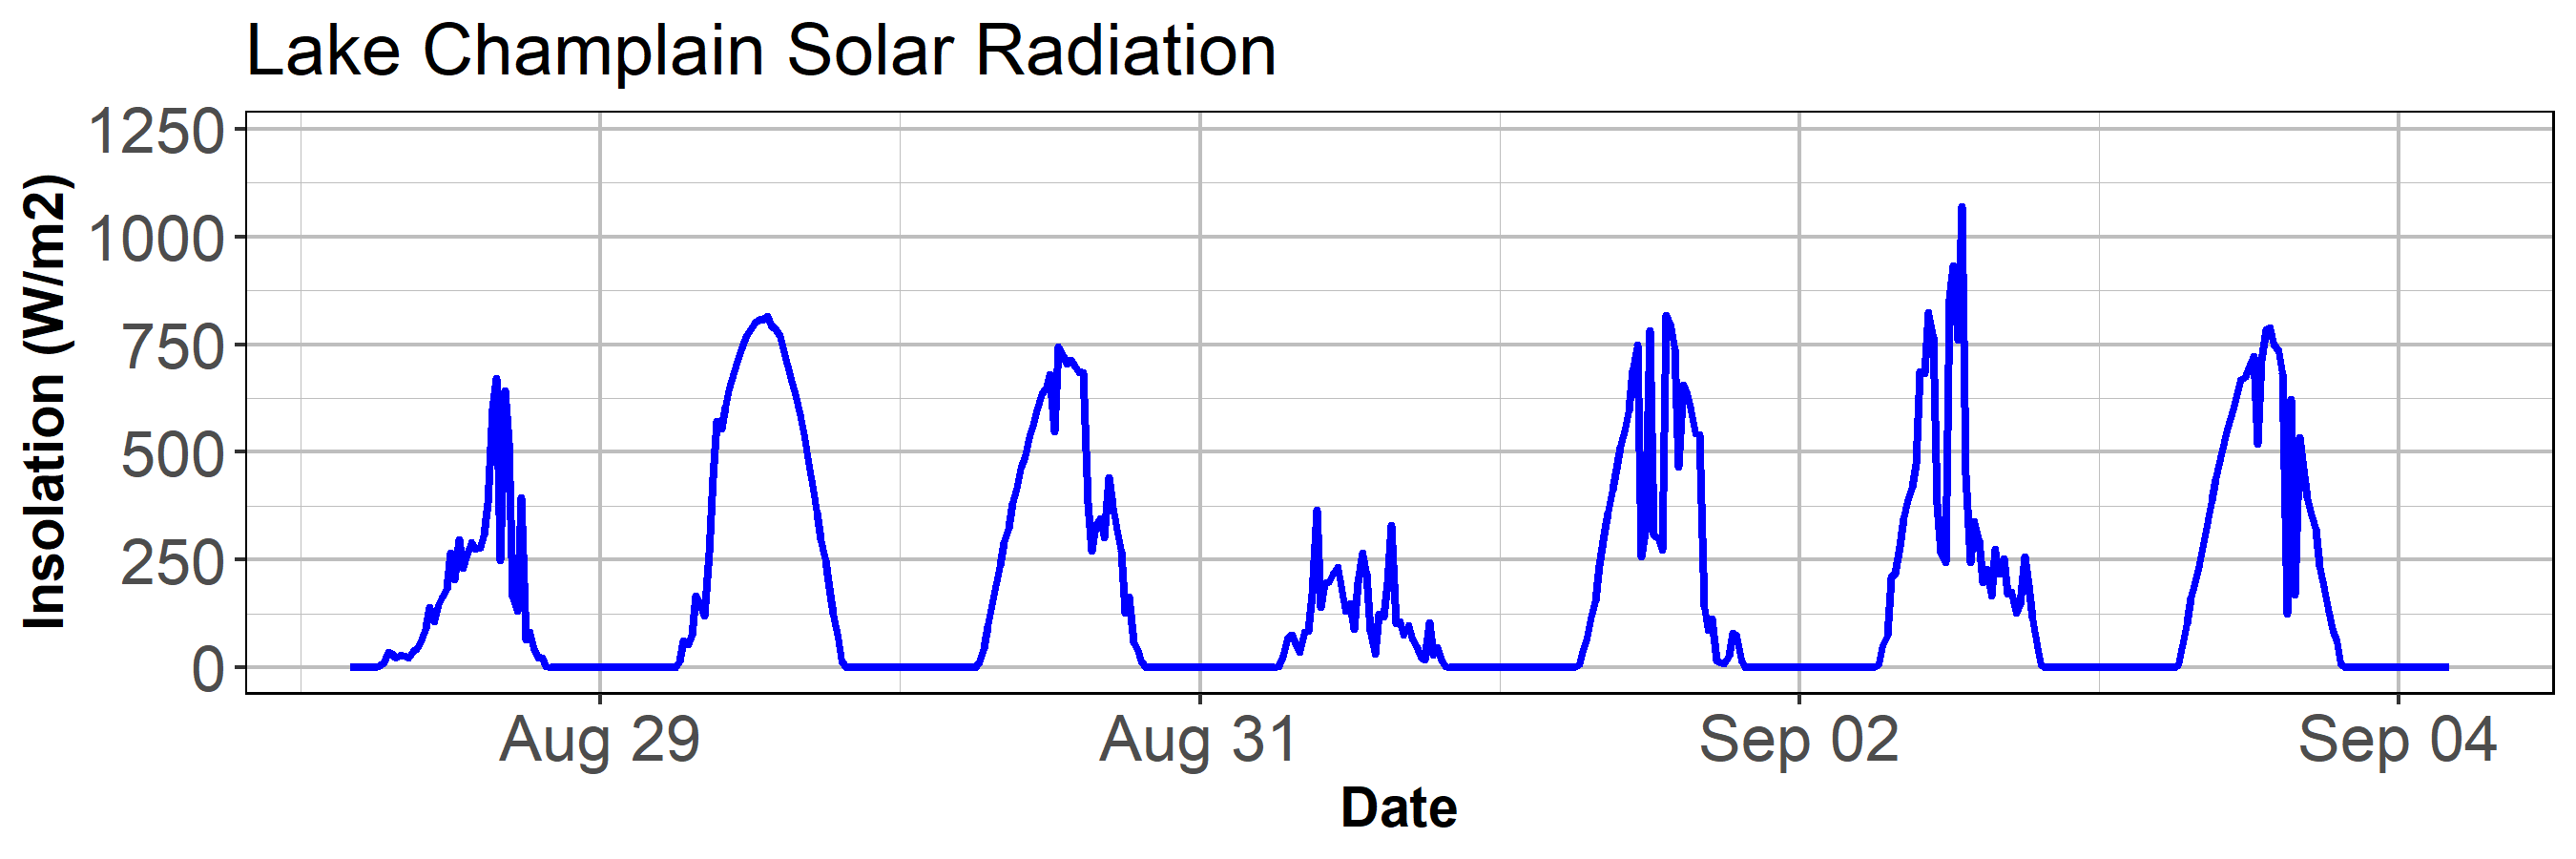 Lake Champlain Solar Radiation
Insolation (W/m2)
1250
1000
750
500
250
0
Aug 29
Aug 31
Sep 02
Sep 04
Date